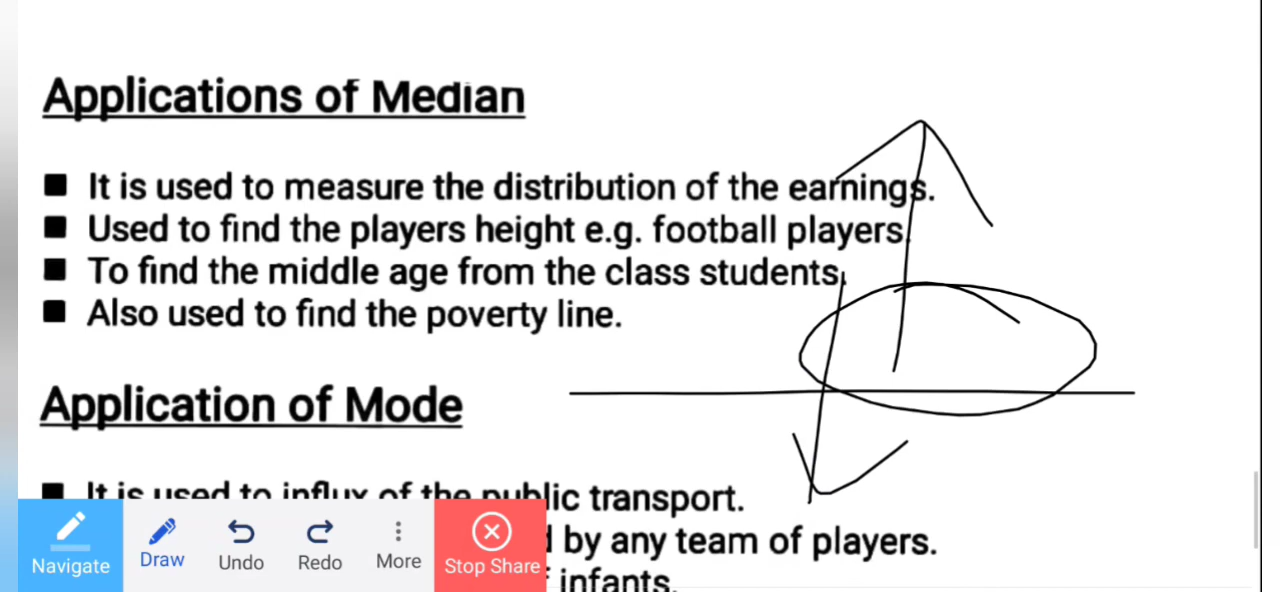 Applications of Median
■ It is used to measure the distribution of the earnings.
■ Used to find the players height e.g. football players.
■ To find the middle age from the class students.
■ Also used to find the poverty line.
Application of Mode
■ It is used to influx of the public transport.
by any team of players.
infants.
Navigate
Draw
Undo
Redo
More
Stop Share